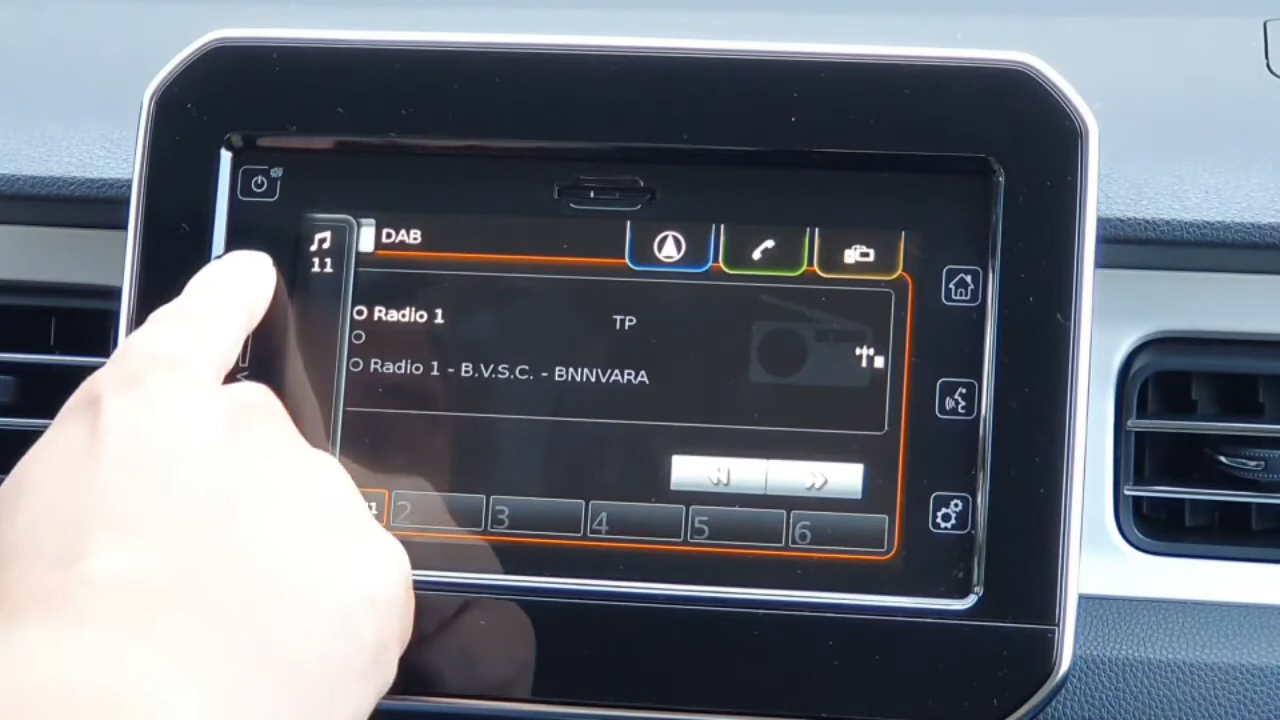 DAB
11
Radio 1
TP
Radio 1 - B.V.S.C. - BNNVARA
1 2 3 4 5 6